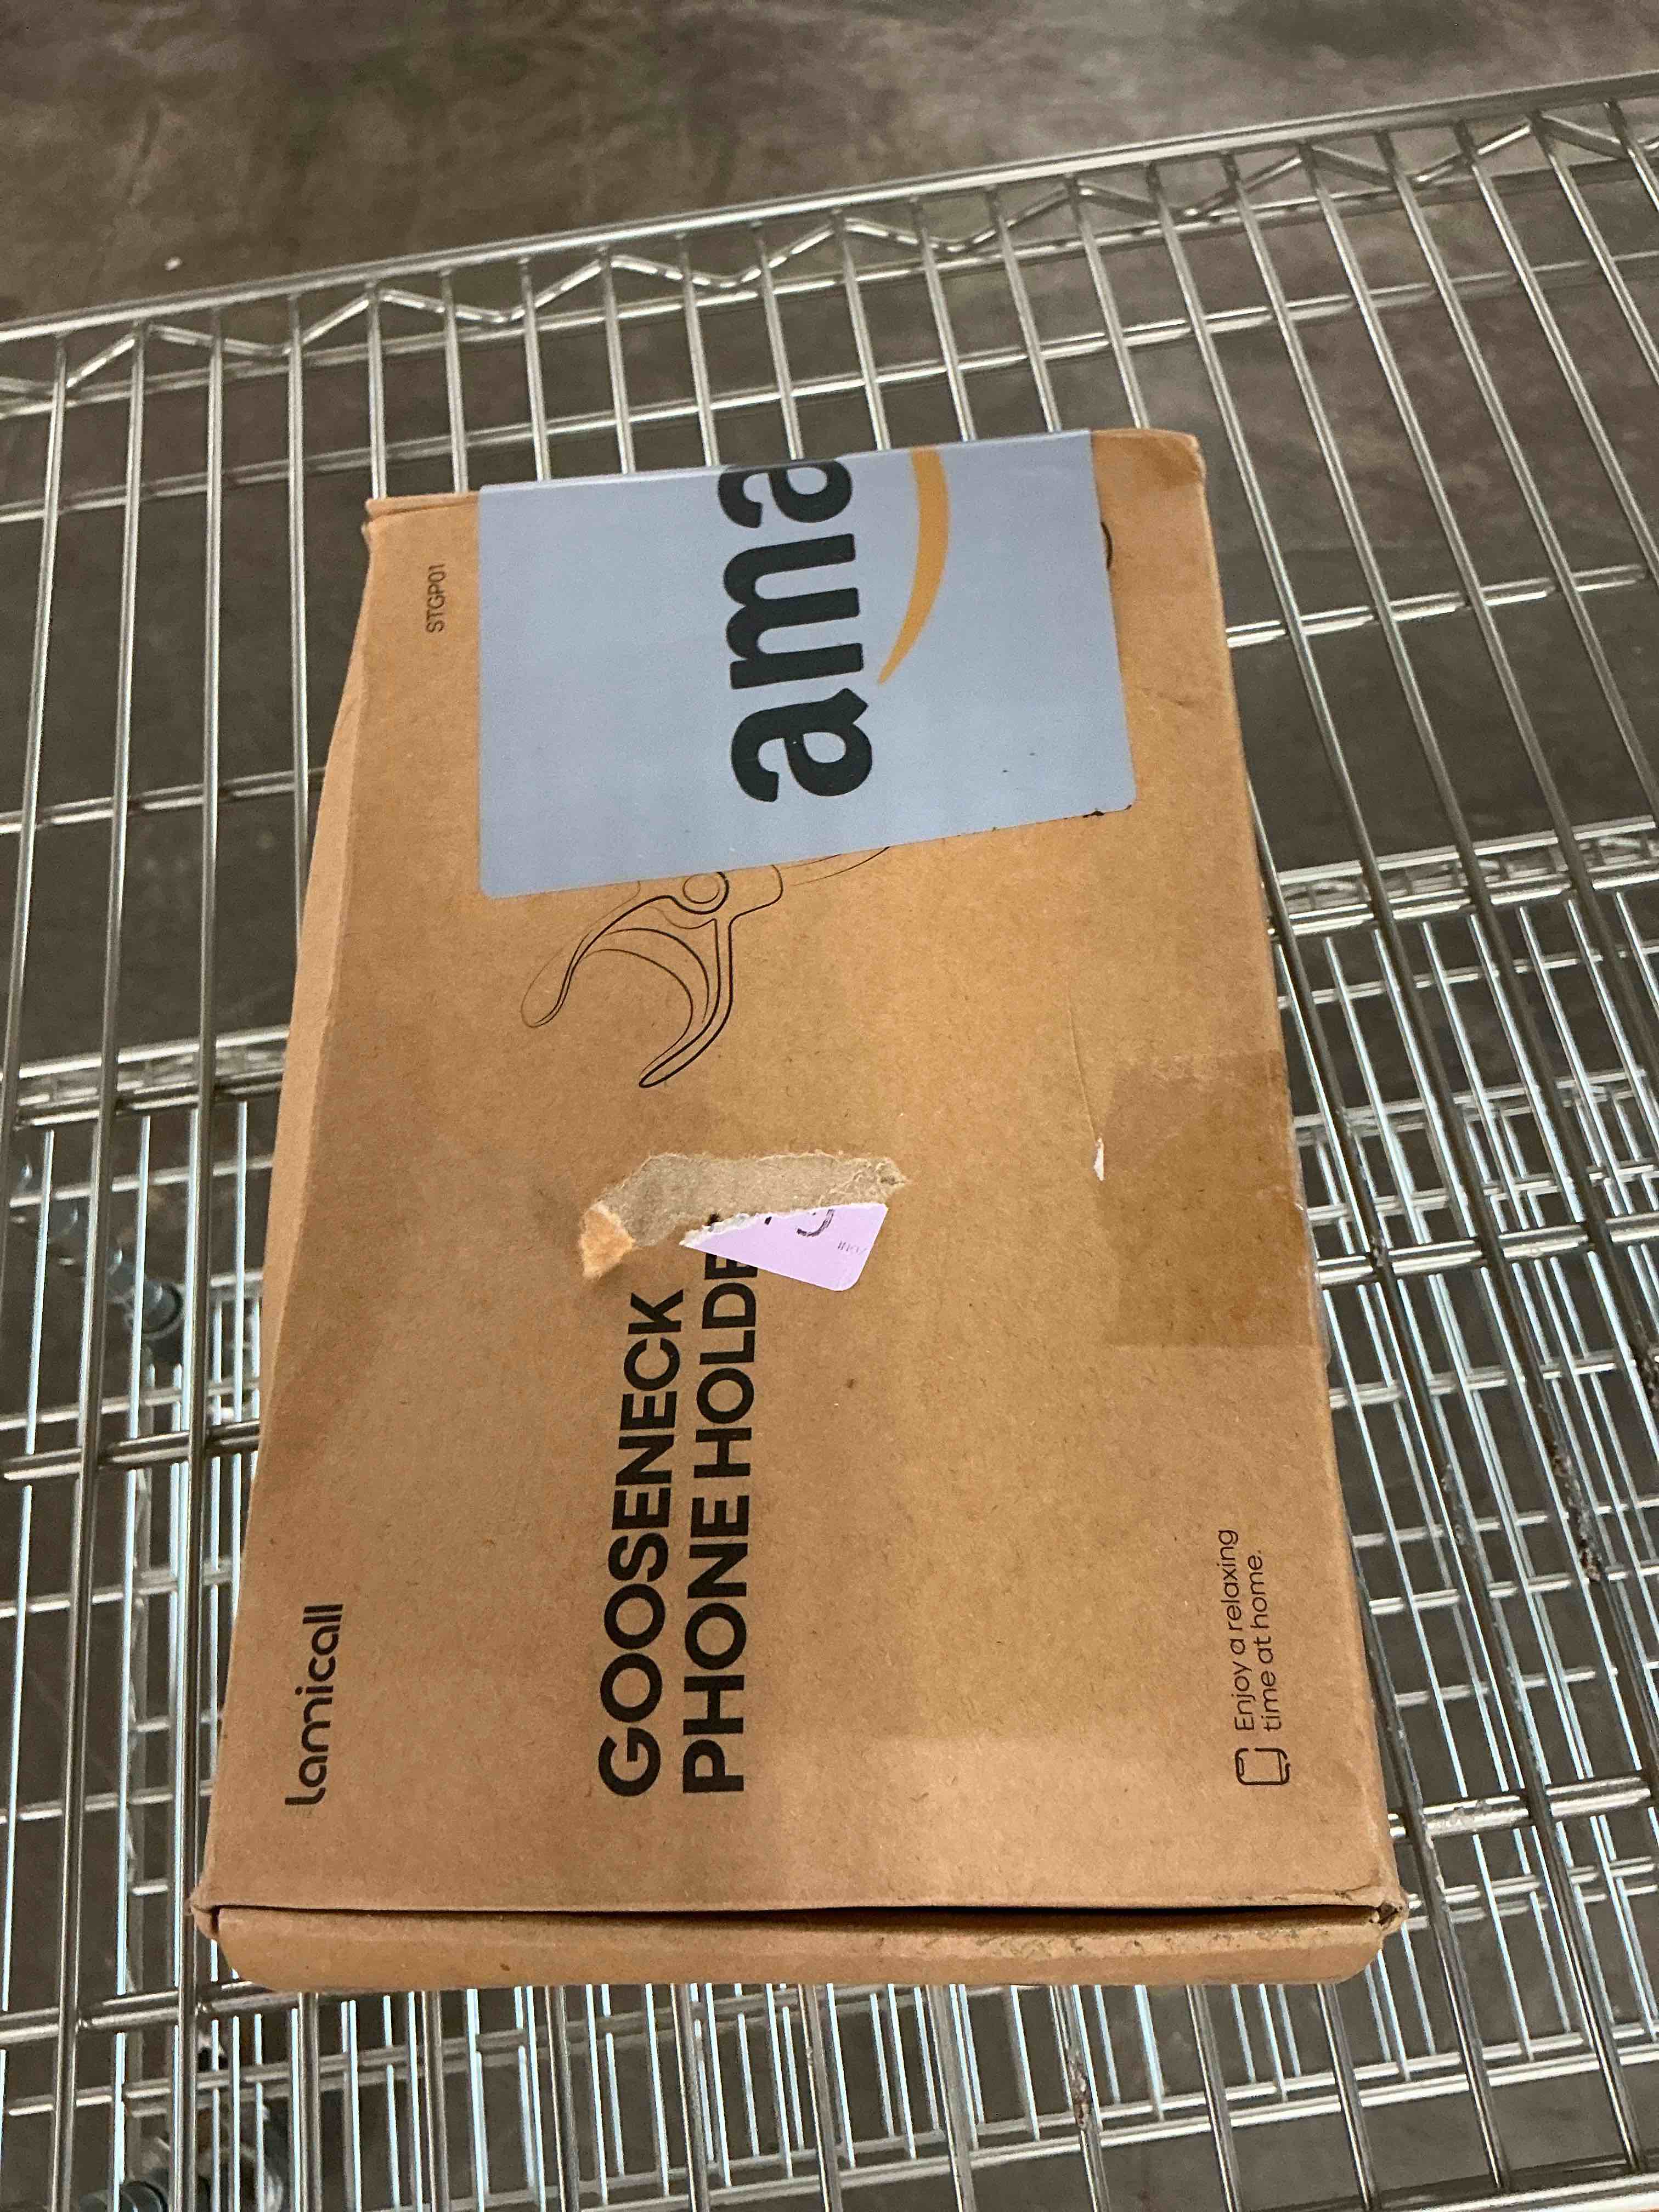 lamicall
STGP01
GOOSENECK
PHONE HOLDE
ama
Enjoy a relaxing
time at home.